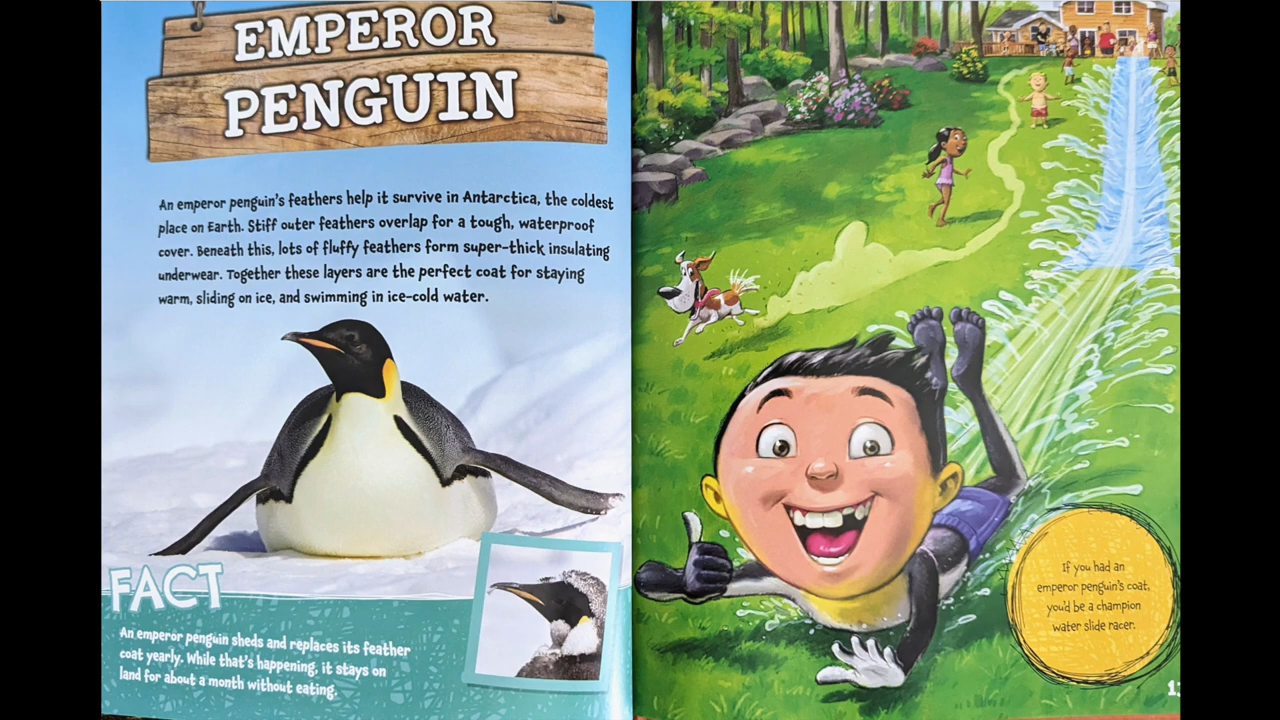 EMPEROR
PENGUIN
An emperor penguin's feathers help it survive in Antarctica, the coldest
place on Earth. Stiff outer feathers overlap for a tough, waterproof
cover. Beneath this, lots of fluffy feathers form super-thick insulating
underwear. Together these layers are the perfect coat for staying
warm, sliding on ice, and swimming in ice-cold water.
FACT
An emperor penguin sheds and replaces its feather
coat yearly. While that's happening, it stays on
land for about a month without eating.
If you had an
emperor penguin's coat,
you'd be a champion
water slide racer.